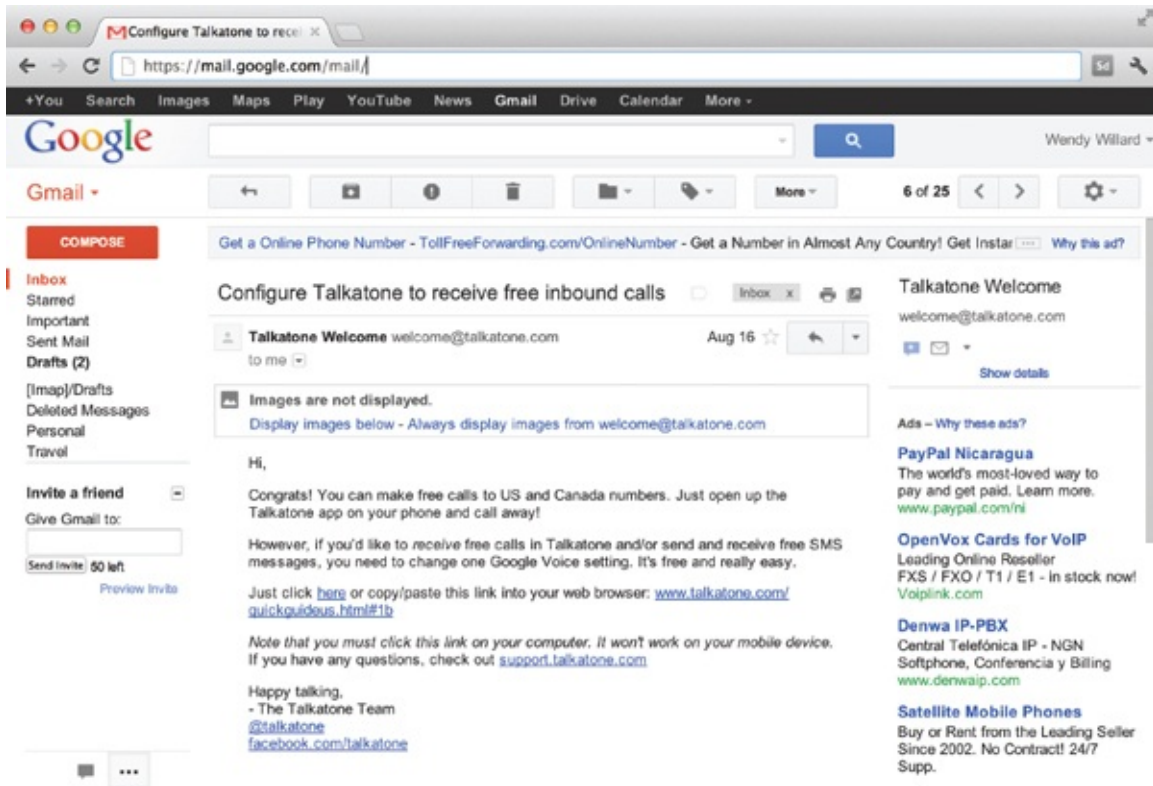 Configure Talkatone to recei
https://mail.google.com/mail/
+You Search Images Maps Play YouTube News Gmail Drive Calendar More
Google
Wendy Willard
Gmail
More
6 of 25
COMPOSE
Get a Online Phone Number - TollFreeForwarding.com/OnlineNumber - Get a Number in Almost Any Country! Get Instar
Why this ad?
Inbox
Starred
Important
Sent Mail
Drafts (2)
[Imap]/Drafts
Deleted Messages
Personal
Travel
Invite a friend
Give Gmail to:
Send Invite 50 left
Preview Invite
Configure Talkatone to receive free inbound calls
Inbox x
Talkatone Welcome welcome@talkatone.com
Aug 16
to me
Images are not displayed.
Display images below - Always display images from welcome@talkatone.com
Hi,
Congrats! You can make free calls to US and Canada numbers. Just open up the
Talkatone app on your phone and call away!
However, if you'd like to receive free calls in Talkatone and/or send and receive free SMS
messages, you need to change one Google Voice setting. It's free and really easy.
Just click here or copy/paste this link into your web browser: www.talkatone.com/
quickguideus.html#1b
Note that you must click this link on your computer. It won't work on your mobile device.
If you have any questions, check out support.talkatone.com
Happy talking,
- The Talkatone Team
@talkatone
facebook.com/talkatone
Talkatone Welcome
welcome@talkatone.com
Show details
Ads – Why these ads?
PayPal Nicaragua
The world's most-loved way to
pay and get paid. Learn more.
www.paypal.com/ni
OpenVox Cards for VoIP
Leading Online Reseller
FXS / FXO / T1 / E1 - in stock now!
Voiplink.com
Denwa IP-PBX
Central Telefónica IP - NGN
Softphone, Conferencia y Billing
www.denwaip.com
Satellite Mobile Phones
Buy or Rent from the Leading Seller
Since 2002. No Contract! 24/7
Supp.